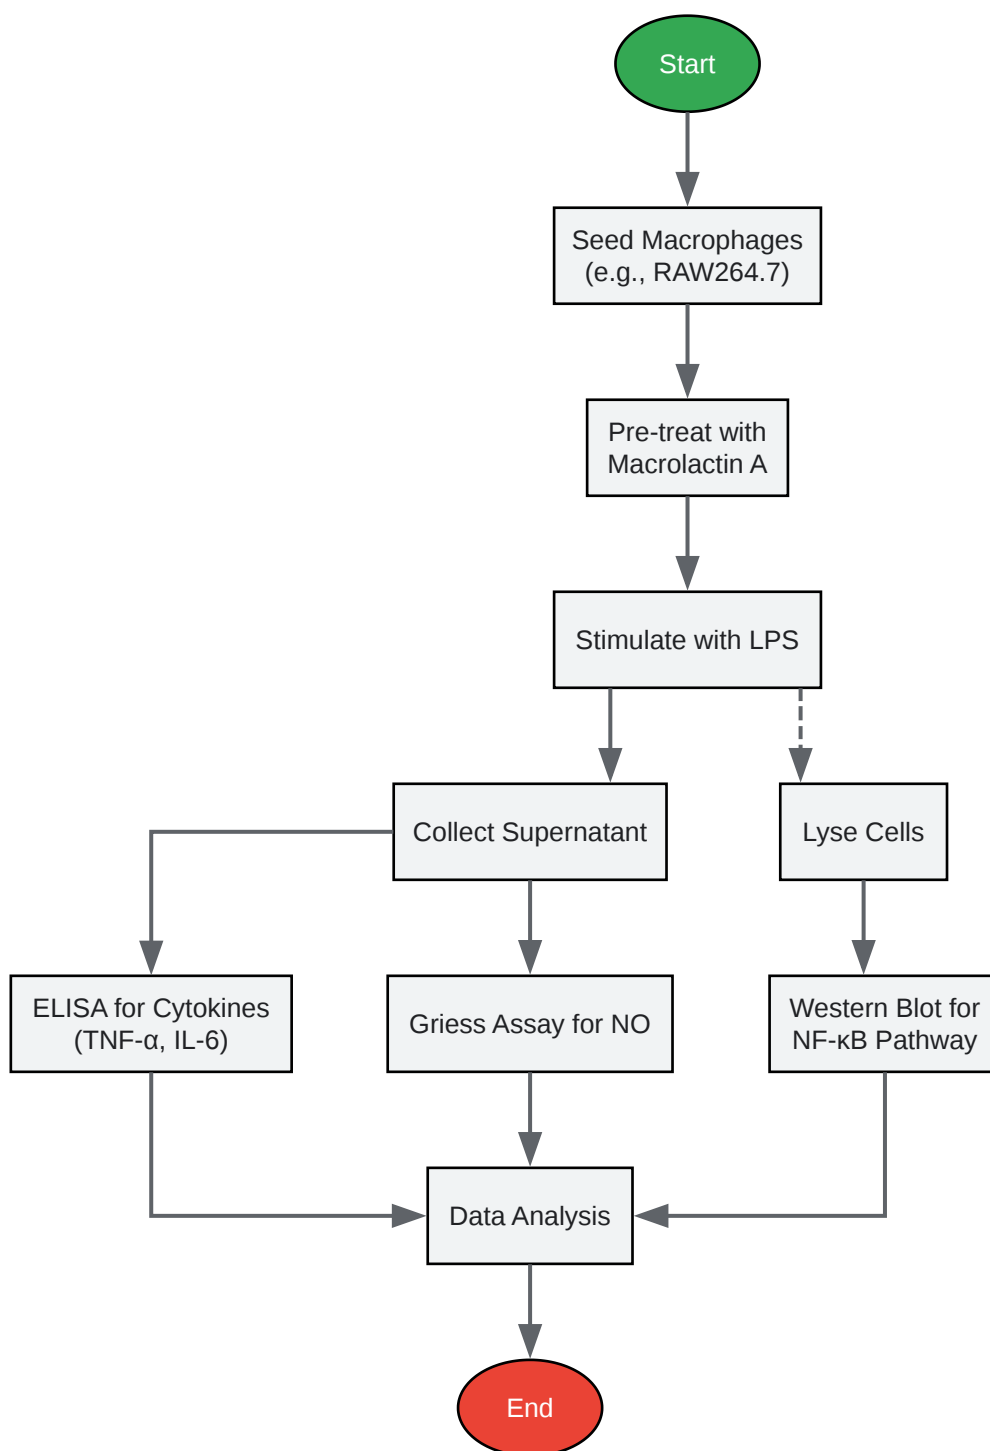 Start
Seed Macrophages
(e.g., RAW264.7)
Pre-treat with
Macrolactin A
Stimulate with LPS
Collect Supernatant
Lyse Cells
ELISA for Cytokines
(TNF-α, IL-6)
Griess Assay for NO
Western Blot for
NF-κB Pathway
Data Analysis
End